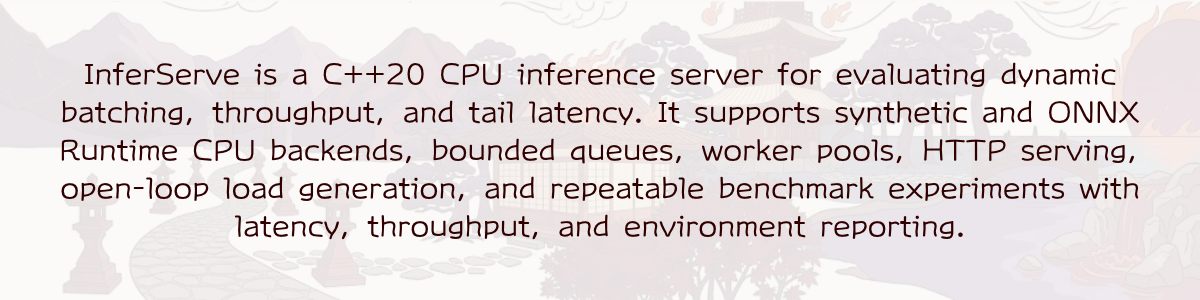 InferServe is a C++20 CPU inference server for evaluating dynamic
batching, throughput, and tail latency. It supports synthetic and ONNX
Runtime CPU backends, bounded queues, worker pools, HTTP serving,
open-loop load generation, and repeatable benchmark experiments with
latency, throughput, and environment reporting.